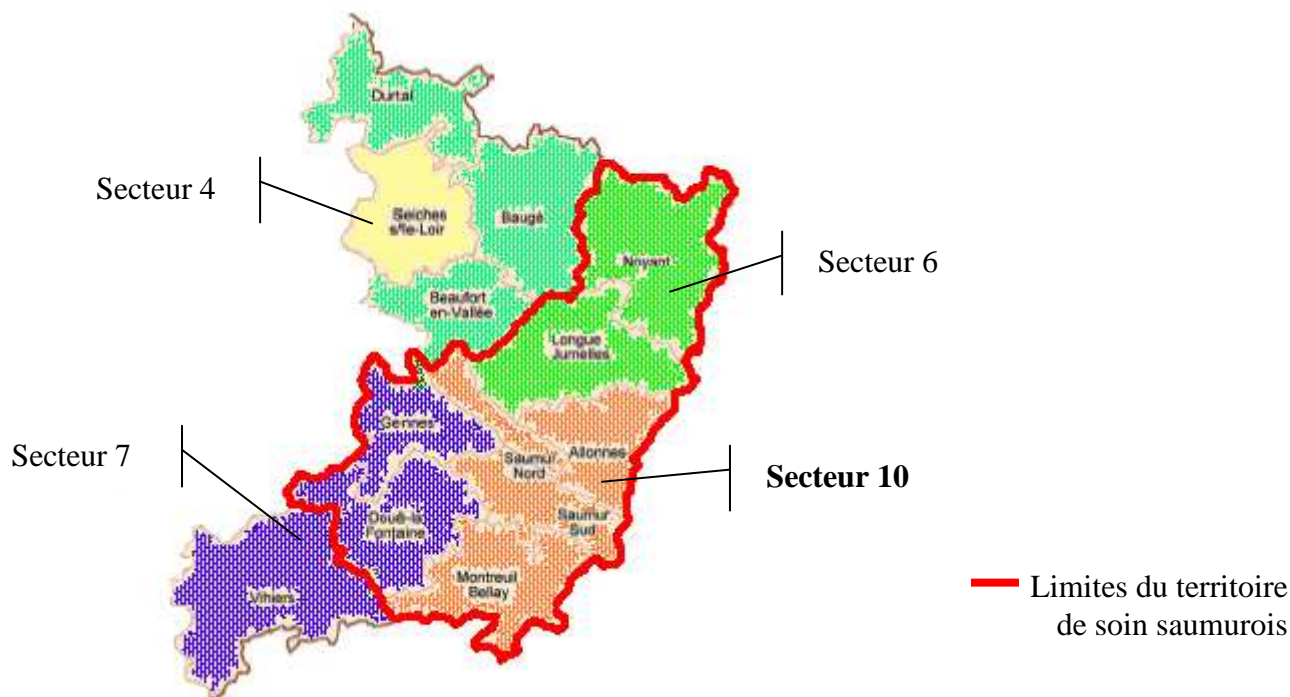 Durtal
Secteur 4
Seiches
s/le-Loir
Baugé
Noyant
Secteur 6
Beaufort
en-Vallée
Longue
Jumelles
Gennes
Secteur 7
Saumur
Nord
Allonnes
Secteur 10
Doué-la
Fontaine
Saumur
Sud
Montreuil
Bellay
Vihiers
Limites du territoire
de soin saumurois